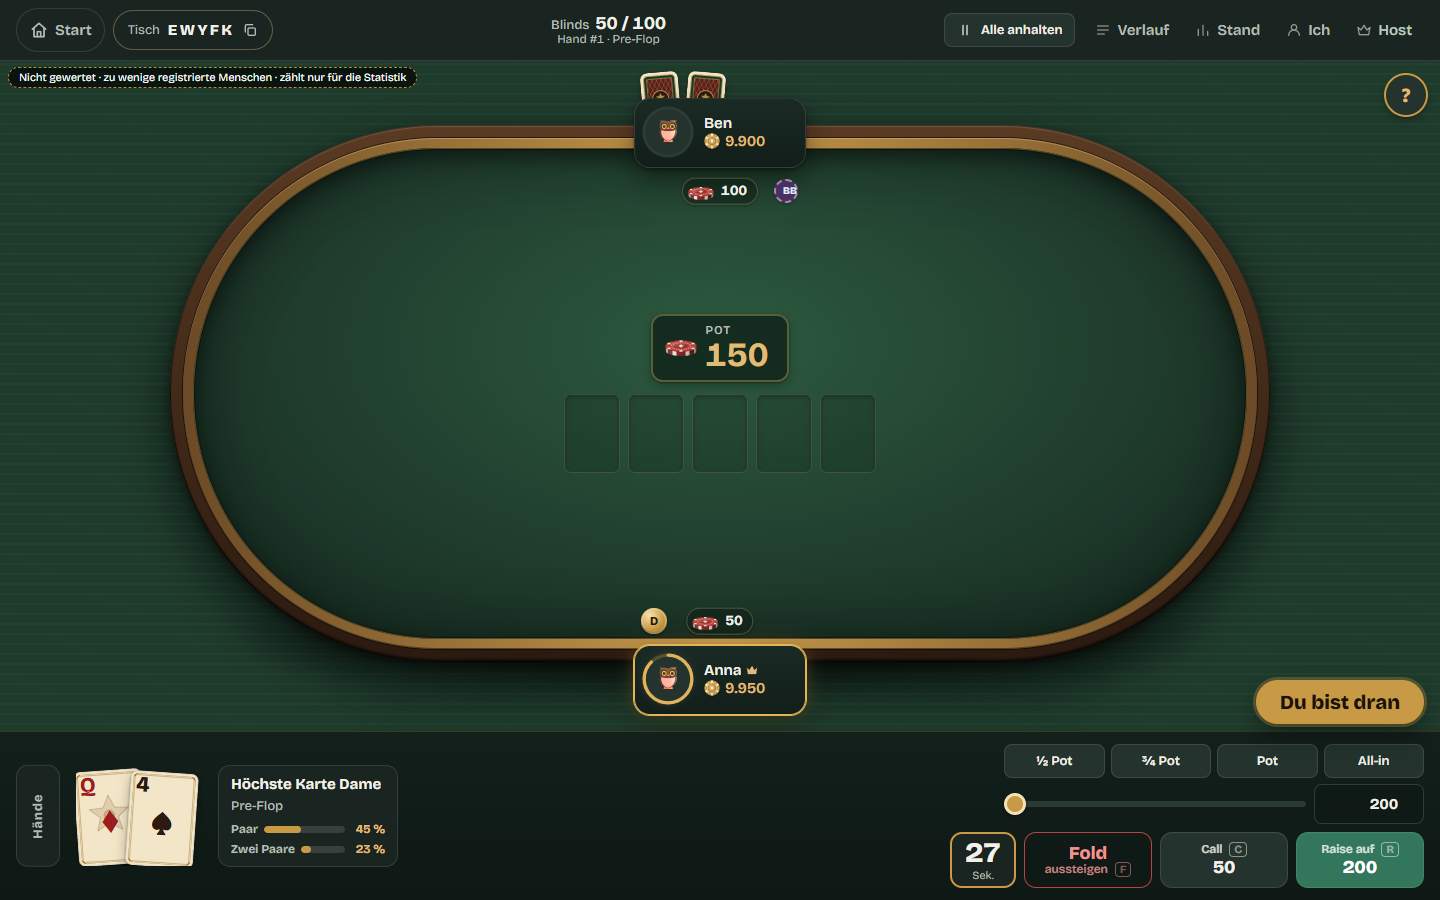 Start
Tisch EWYFK
Blinds 50 / 100
Hand #1 · Pre-Flop
Alle anhalten
Verlauf
Stand
Ich
Host
Nicht gewertet · zu wenige registrierte Menschen · zählt nur für die Statistik
?
Ben
9.900
100
BB
POT
150
D
50
Anna
9.950
Du bist dran
Hände
Q
4
Höchste Karte Dame
Pre-Flop
Paar 45 %
Zwei Paare 23 %
½ Pot
¾ Pot
Pot
All-in
200
27
Sek.
Fold
aussteigen F
Call C
50
Raise auf R
200